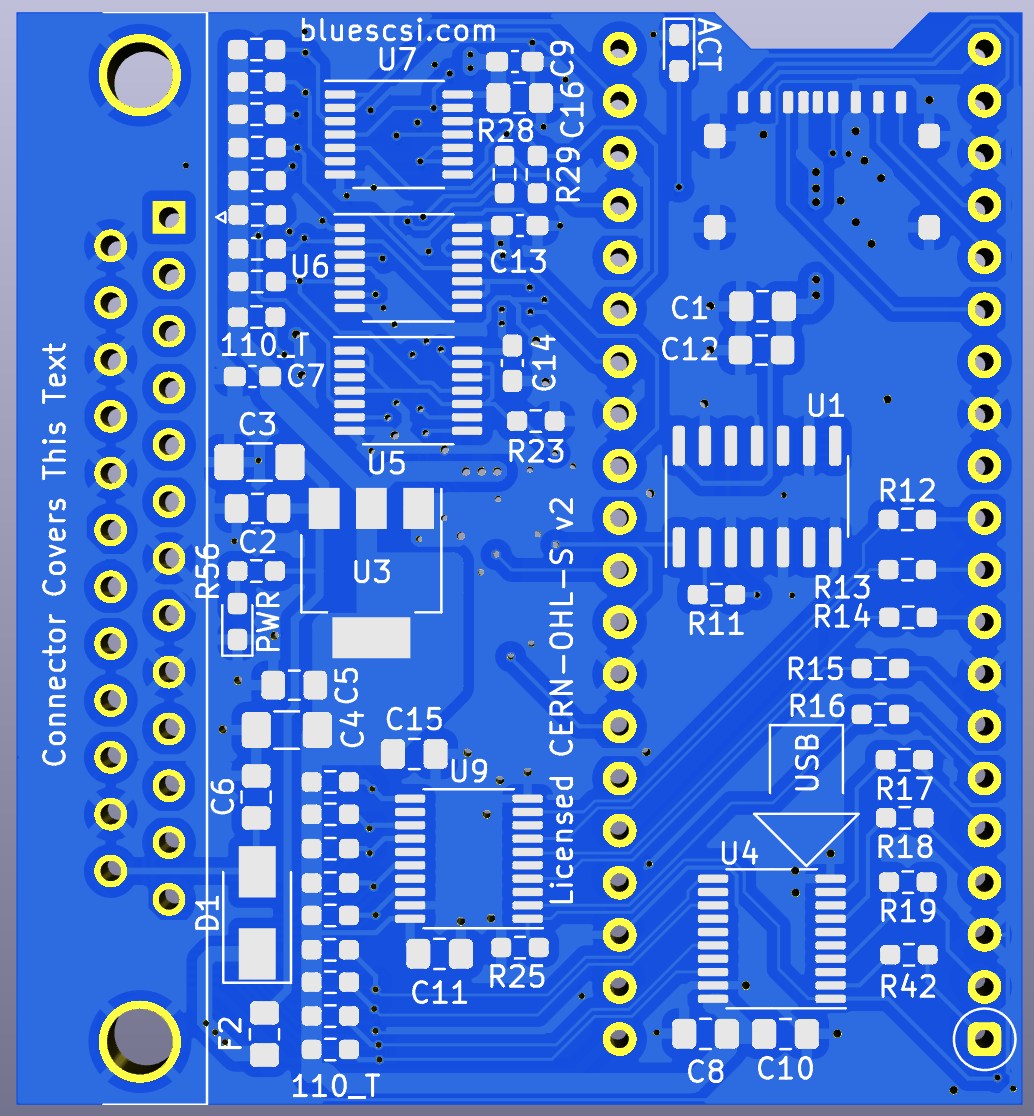 bluescsi.com
ACT
U7
C9
C16
R28
R29
C13
U6
C1
110_T
C12
C14
C7
U1
C3
R23
U5
Connector Covers This Text
R12
C2
R56
U3
R13
PWR
R11
R14
Licensed CERN-OHL-S v2
R15
C5
R16
C4
C15
USB
U9
R17
C6
R18
U4
D1
R19
R25
R42
C11
F2
C8
C10
110_T